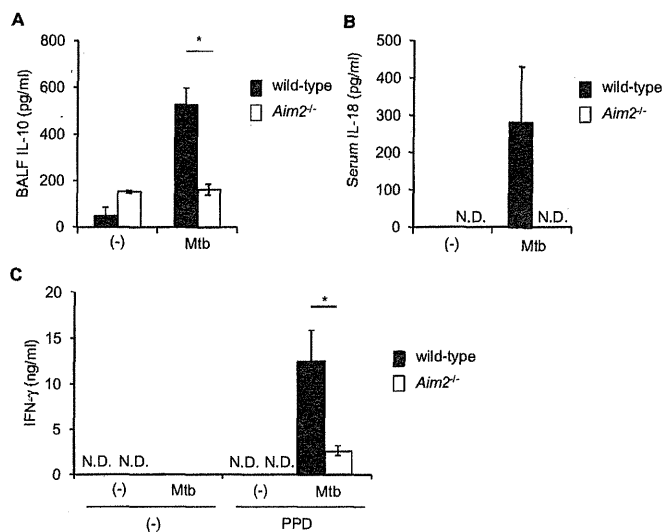 A
BALF IL-10 (pg/ml)
800
600
400
200
0
*
(-) Mtb
wild-type
Aim2-/-
B
Serum IL-18 (pg/ml)
500
400
300
200
100
0
N.D. N.D.
(-) Mtb
wild-type
Aim2-/-
C
IFN-γ (ng/ml)
20
15
10
5
0
*
N.D. N.D. N.D. N.D.
(-) Mtb (-) Mtb
(-) PPD
wild-type
Aim2-/-